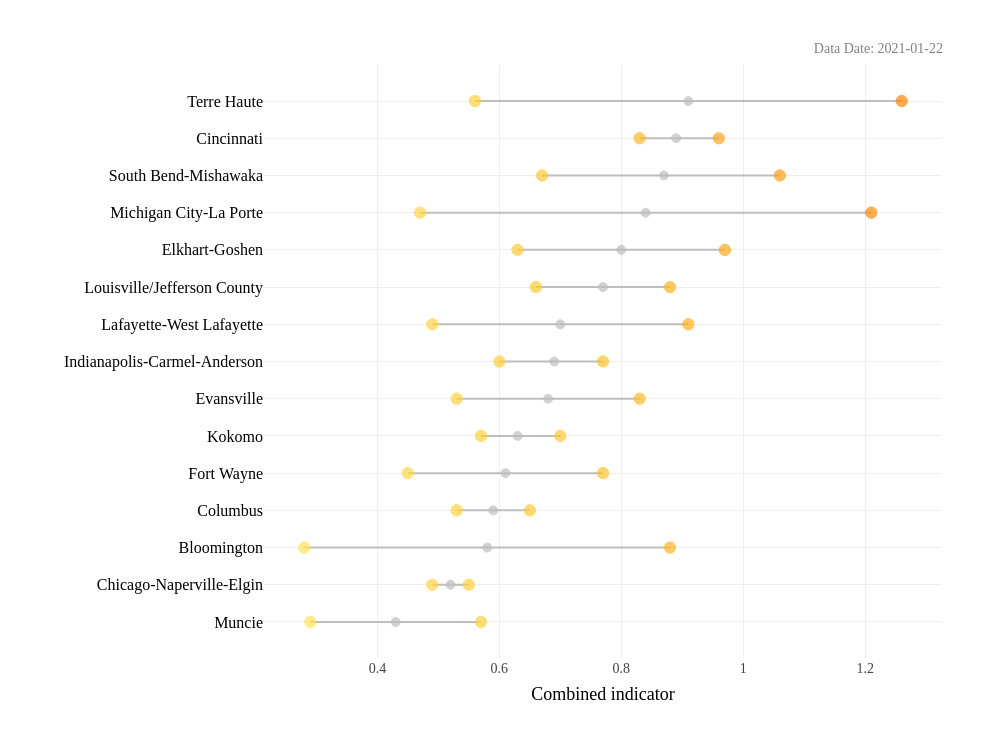 Data Date: 2021-01-22
Terre Haute
Cincinnati
South Bend-Mishawaka
Michigan City-La Porte
Elkhart-Goshen
Louisville/Jefferson County
Lafayette-West Lafayette
Indianapolis-Carmel-Anderson
Evansville
Kokomo
Fort Wayne
Columbus
Bloomington
Chicago-Naperville-Elgin
Muncie
0.4 0.6 0.8 1 1.2
Combined indicator